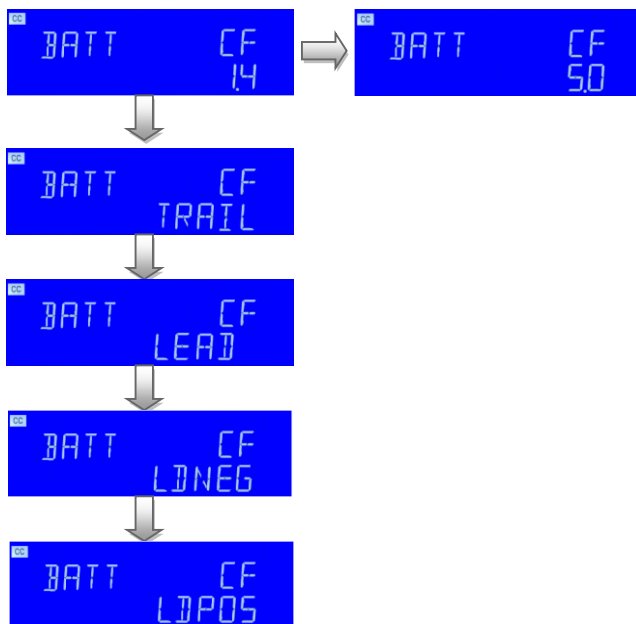 CC
BATT CF
1.4
CC
BATT CF
5.0
CC
BATT CF
TRAIL
CC
BATT CF
LEAD
CC
BATT CF
LDNEG
CC
BATT CF
LDPOS